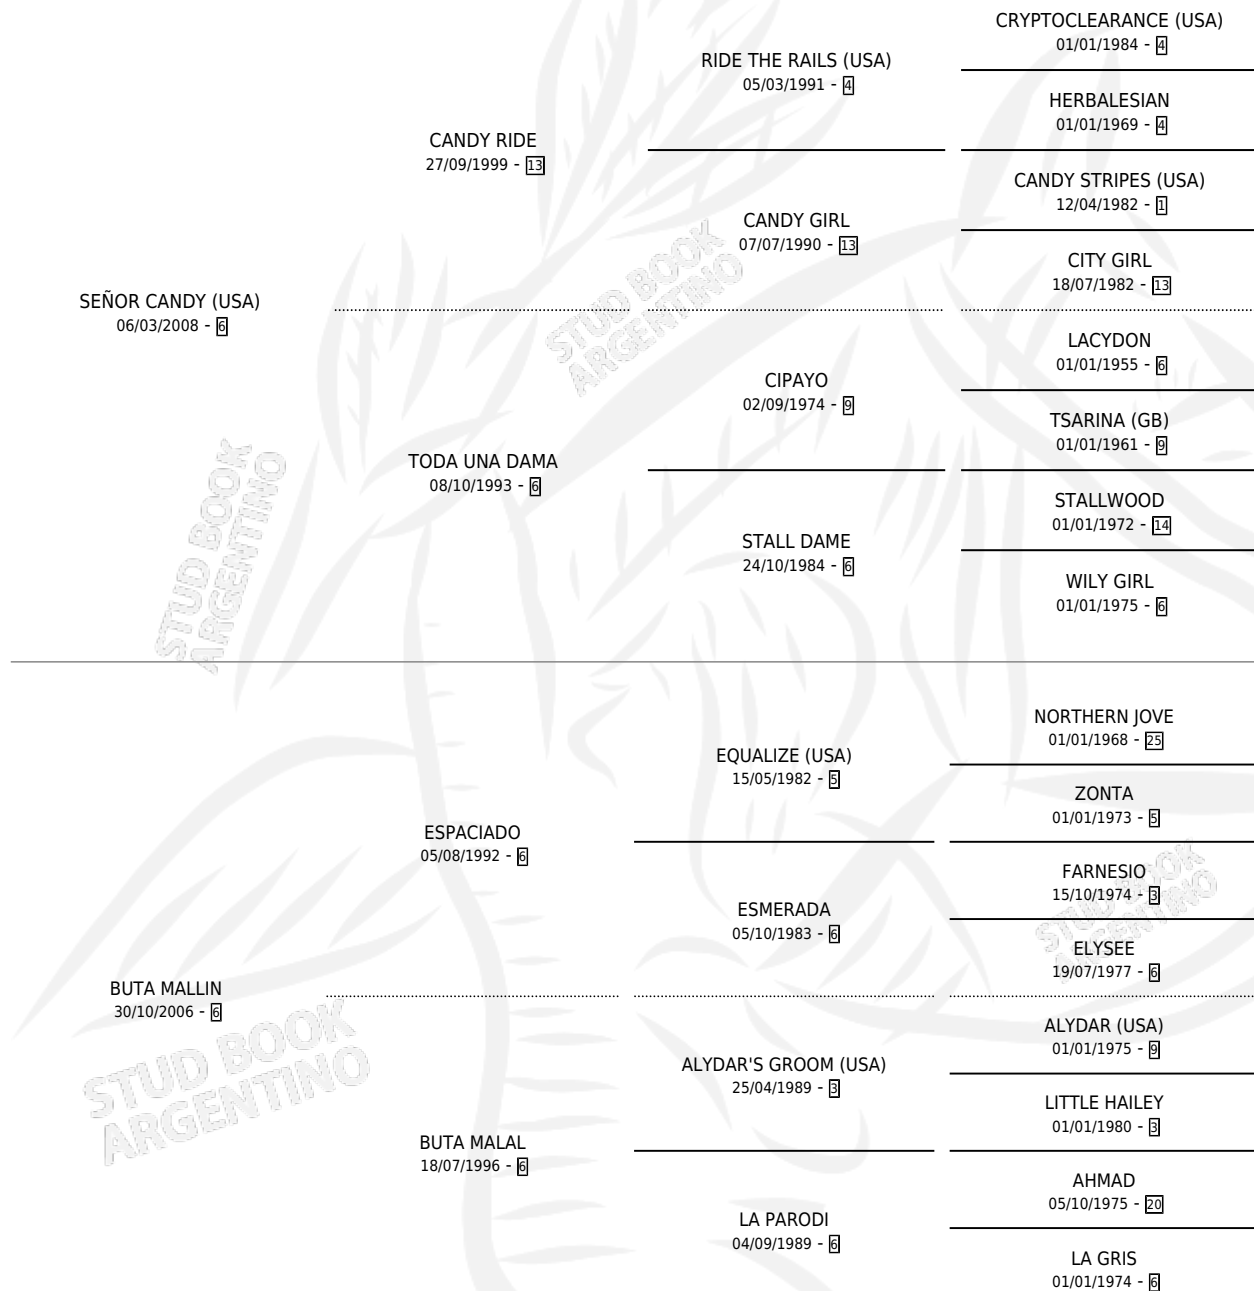 CRYPTOCLEARANCE (USA)
01/01/1984 - 4
RIDE THE RAILS (USA)
05/03/1991 - 4
HERBALESIAN
01/01/1969 - 4
CANDY RIDE
27/09/1999 - 13
CANDY STRIPES (USA)
12/04/1982 - 1
CANDY GIRL
07/07/1990 - 13
CITY GIRL
18/07/1982 - 13
SEÑOR CANDY (USA)
06/03/2008 - 6
LACYDON
01/01/1955 - 6
CIPAYO
02/09/1974 - 9
TSARINA (GB)
01/01/1961 - 9
TODA UNA DAMA
08/10/1993 - 6
STALLWOOD
01/01/1972 - 14
STALL DAME
24/10/1984 - 6
WILY GIRL
01/01/1975 - 6
NORTHERN JOVE
01/01/1968 - 25
EQUALIZE (USA)
15/05/1982 - 5
ZONTA
01/01/1973 - 5
ESPACIADO
05/08/1992 - 6
FARNESIO
15/10/1974 - 3
ESMERADA
05/10/1983 - 6
ELYSEE
19/07/1977 - 6
BUTA MALLIN
30/10/2006 - 6
ALYDAR (USA)
01/01/1975 - 9
ALYDAR'S GROOM (USA)
25/04/1989 - 3
LITTLE HAILEY
01/01/1980 - 3
BUTA MALAL
18/07/1996 - 6
AHMAD
05/10/1975 - 20
LA PARODI
04/09/1989 - 6
LA GRIS
01/01/1974 - 6
STUD BOOK
ARGENTINO
STUD BOOK
ARGENTINO
STUD BOOK
ARGENTINO
STUD BOOK
ARGENTINO